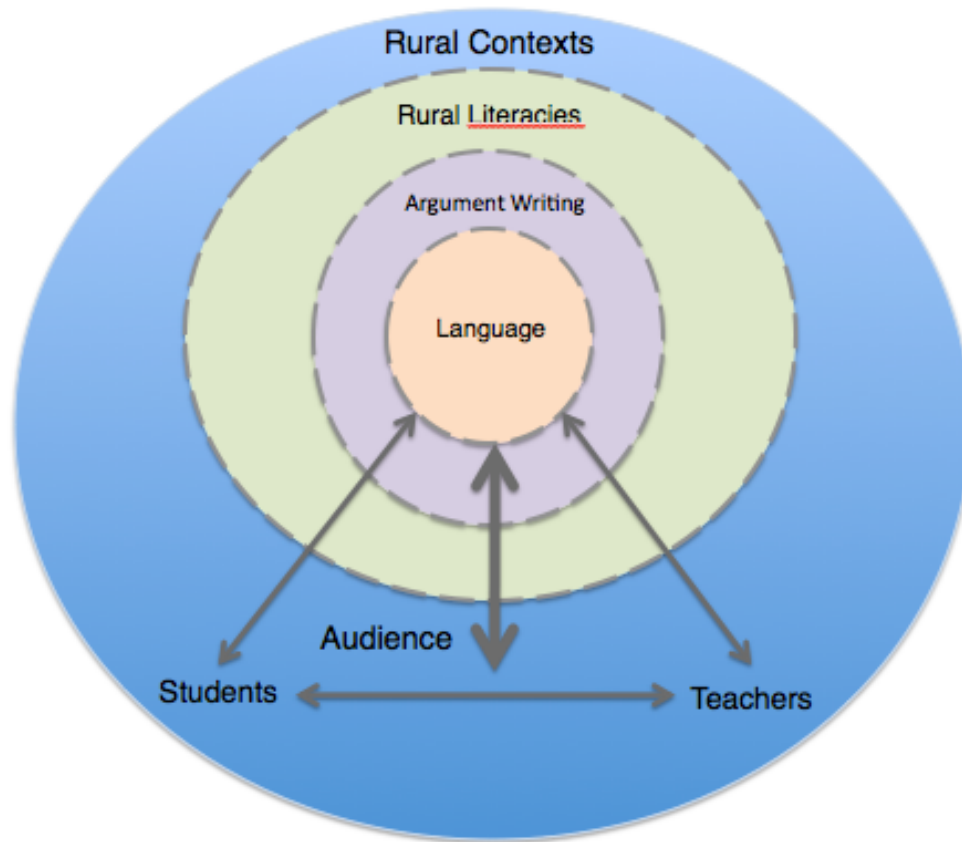 Rural Contexts
Rural Literacies
Argument Writing
Language
Audience
Students
Teachers